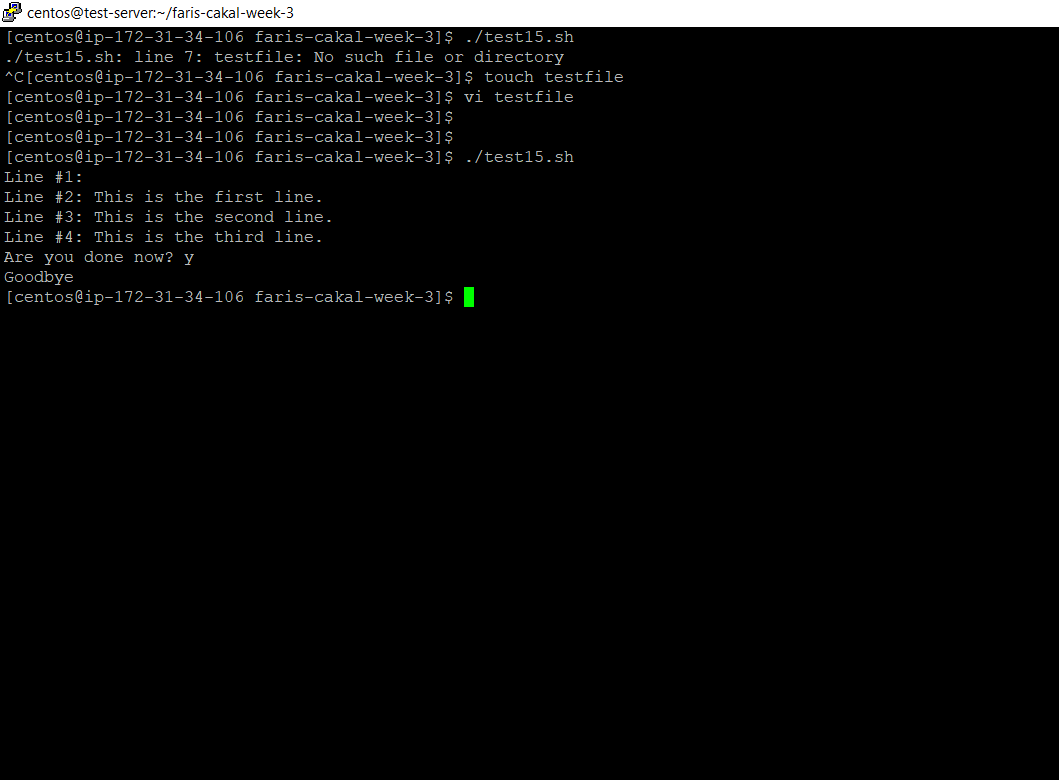 centos@test-server:~/faris-cakal-week-3
[centos@ip-172-31-34-106 faris-cakal-week-3]$ ./test15.sh
./test15.sh: line 7: testfile: No such file or directory
^C[centos@ip-172-31-34-106 faris-cakal-week-3]$ touch testfile
[centos@ip-172-31-34-106 faris-cakal-week-3]$ vi testfile
[centos@ip-172-31-34-106 faris-cakal-week-3]$
[centos@ip-172-31-34-106 faris-cakal-week-3]$
[centos@ip-172-31-34-106 faris-cakal-week-3]$ ./test15.sh
Line #1:
Line #2: This is the first line.
Line #3: This is the second line.
Line #4: This is the third line.
Are you done now? y
Goodbye
[centos@ip-172-31-34-106 faris-cakal-week-3]$